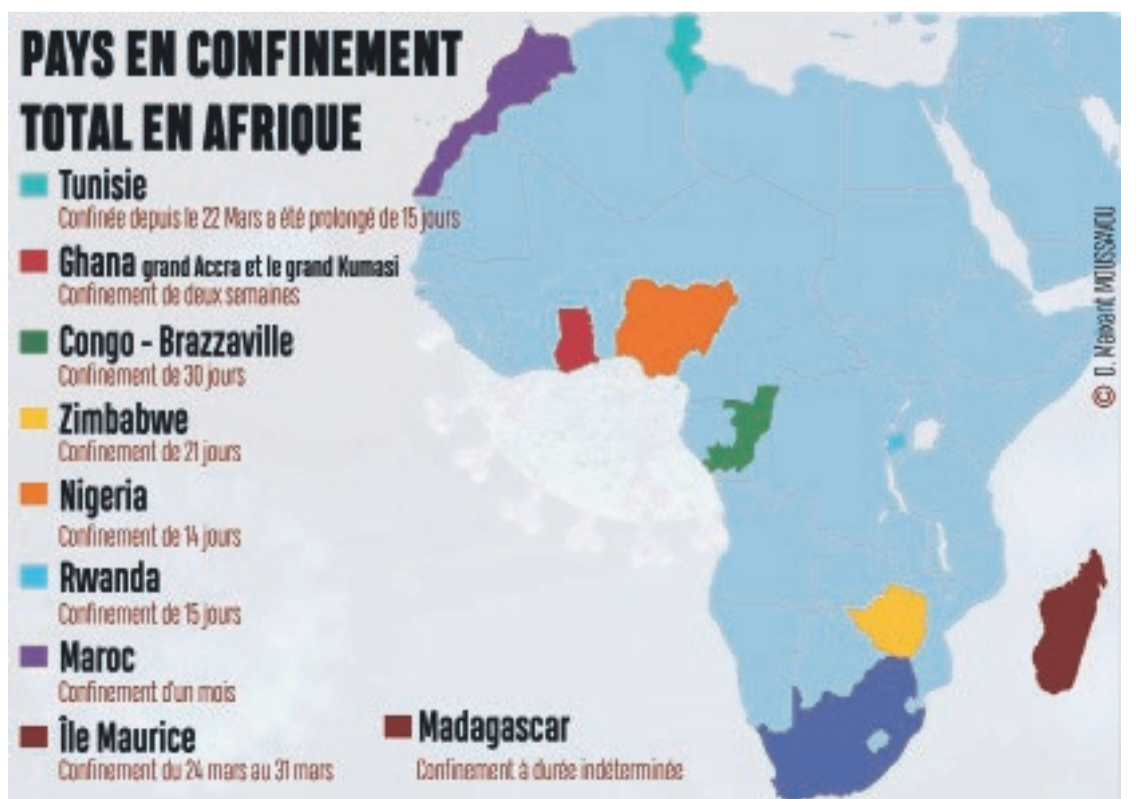 PAYS EN CONFINEMENT
TOTAL EN AFRIQUE
Tunisie
Confinée depuis le 22 Mars a été prolongé de 15 jours
Ghana grand Accra et le grand Kumasi
Confinement de deux semaines
Congo - Brazzaville
Confinement de 30 jours
Zimbabwe
Confinement de 21 jours
Nigeria
Confinement de 14 jours
Rwanda
Confinement de 15 jours
Maroc
Confinement d'un mois
Île Maurice
Confinement du 24 mars au 31 mars
Madagascar
Confinement à durée indéterminée
© D. Maixant MOUSSAVOU